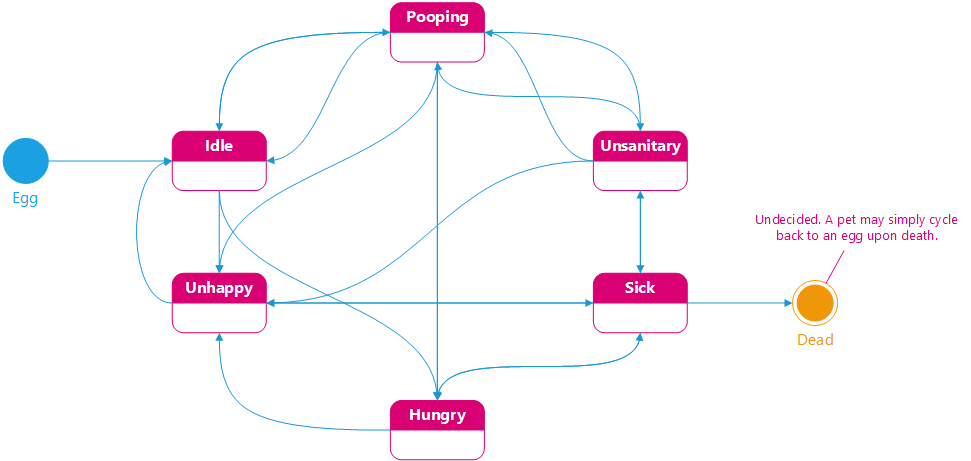 Pooping
Idle
Unsanitary
Egg
Undecided. A pet may simply cycle
back to an egg upon death.
Unhappy
Sick
Dead
Hungry